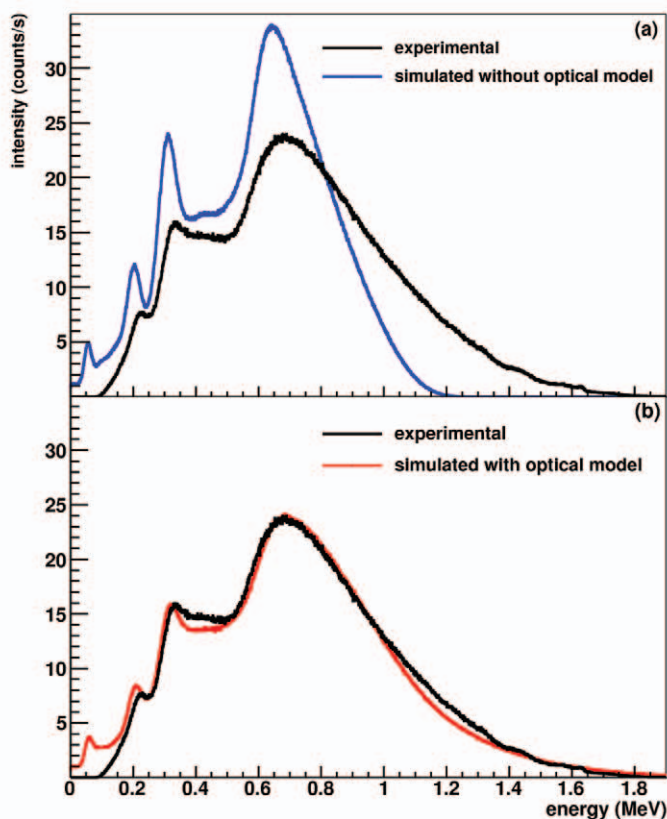 (a)
intensity (counts/s)
experimental
simulated without optical model
30
25
20
15
10
5
(b)
experimental
simulated with optical model
30
25
20
15
10
5
0 0.2 0.4 0.6 0.8 1 1.2 1.4 1.6 1.8
energy (MeV)